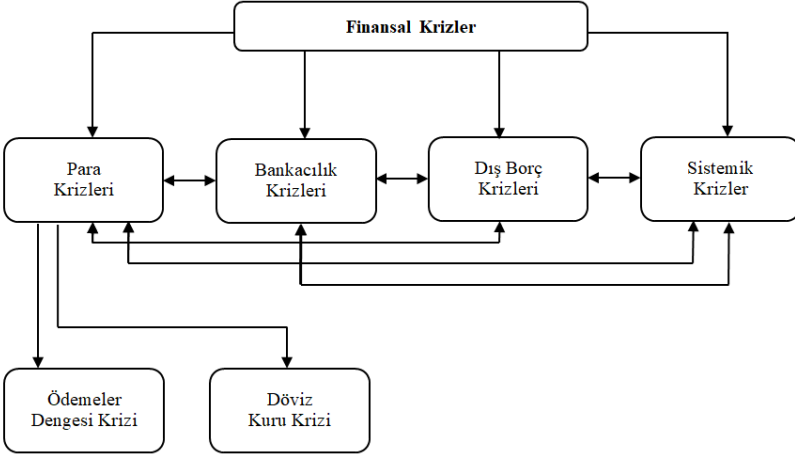 Finansal Krizler
Para
Krizleri
Bankacılık
Krizleri
Dış Borç
Krizleri
Sistemik
Krizler
Ödemeler
Dengesi Krizi
Döviz
Kuru Krizi